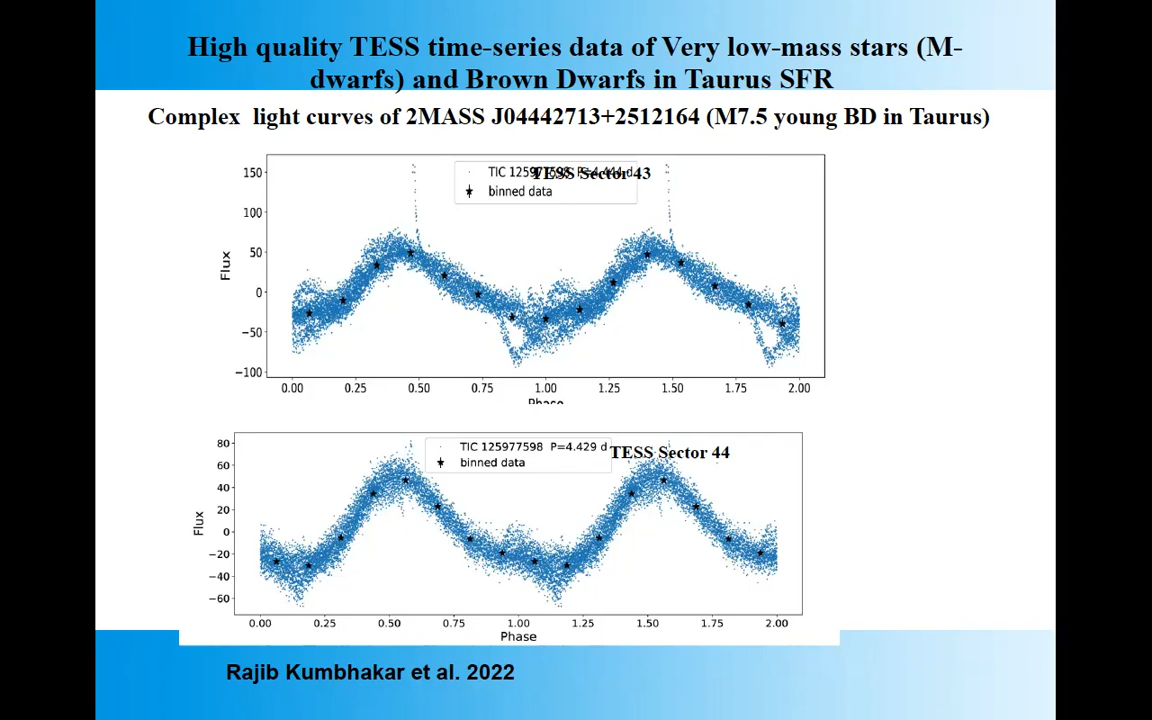 High quality TESS time-series data of Very low-mass stars (M-
dwarfs) and Brown Dwarfs in Taurus SFR
Complex light curves of 2MASS J04442713+2512164 (M7.5 young BD in Taurus)
TIC 125977598 P=4.444 d
TESS Sector 43
binned data
150
100
50
0
−50
−100
Flux
0.00 0.25 0.50 0.75 1.00 1.25 1.50 1.75 2.00
Phase
TIC 125977598 P=4.429 d
TESS Sector 44
binned data
80
60
40
20
0
−20
−40
−60
Flux
0.00 0.25 0.50 0.75 1.00 1.25 1.50 1.75 2.00
Phase
Rajib Kumbhakar et al. 2022